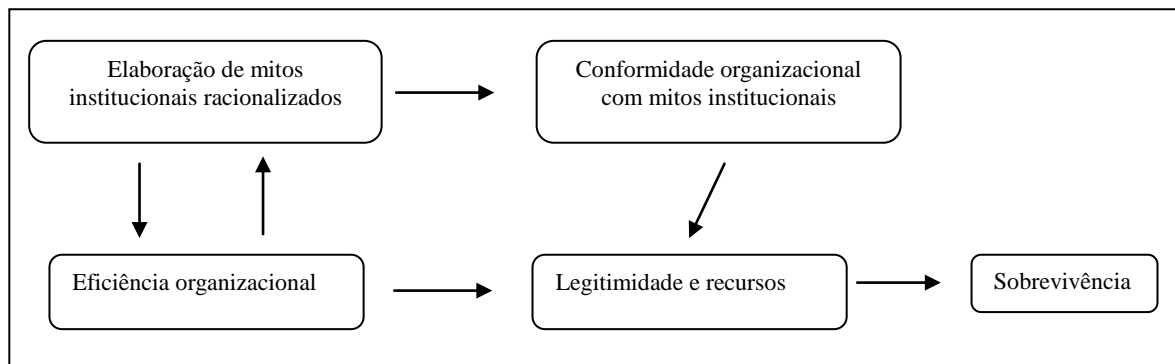 Elaboração de mitos
institucionais racionalizados
Conformidade organizacional
com mitos institucionais
Eficiência organizacional
Legitimidade e recursos
Sobrevivência